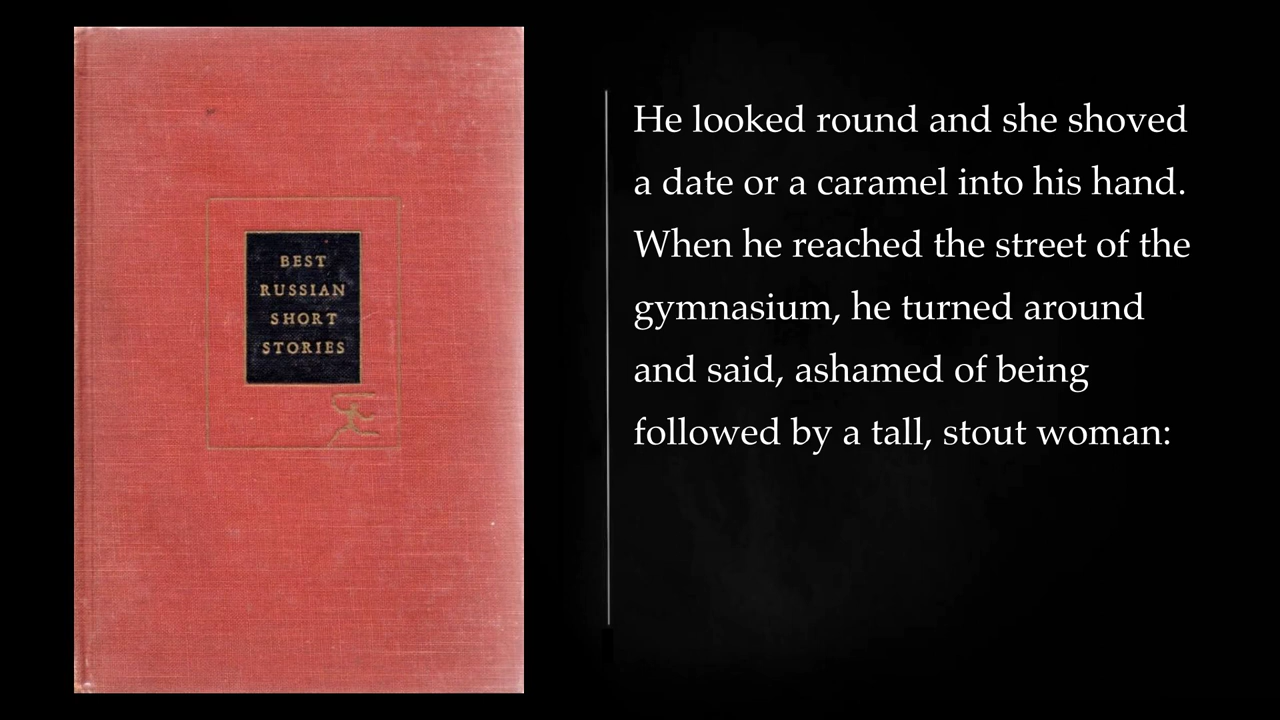 BEST
RUSSIAN
SHORT
STORIES
He looked round and she shoved
a date or a caramel into his hand.
When he reached the street of the
gymnasium, he turned around
and said, ashamed of being
followed by a tall, stout woman: